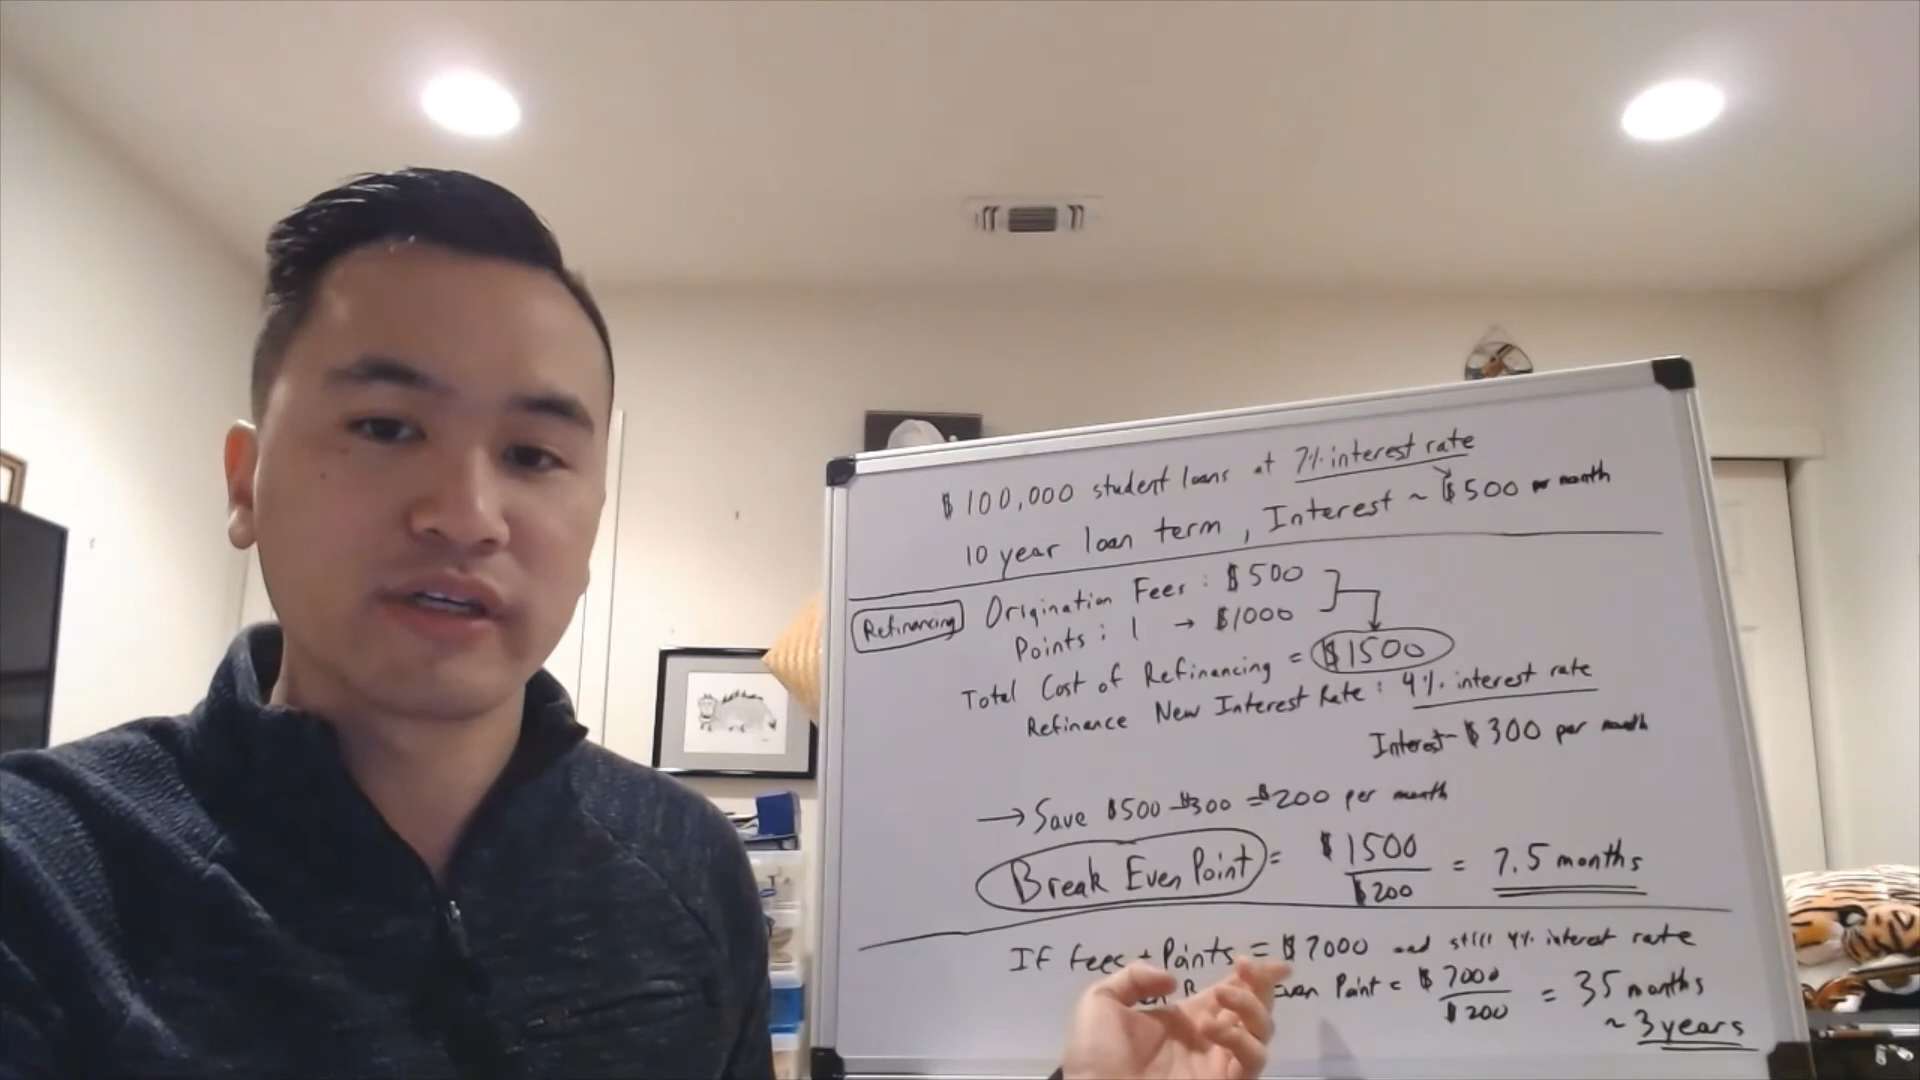 $100,000 student loans at 7% interest rate
10 year loan term, Interest ~ $500 per month
Refinancing Origination Fees: $500
Points: 1 → $1000
Total Cost of Refinancing = $1500
Refinance New Interest Rate: 4% interest rate
Interest ~ $300 per month
→ Save $500 - $300 = $200 per month
Break Even Point = $1500 / $200 = 7.5 months
If fees + Points = $7000 and still 4% interest rate
Even Point = $7000 / $200 = 35 months
~ 3 years